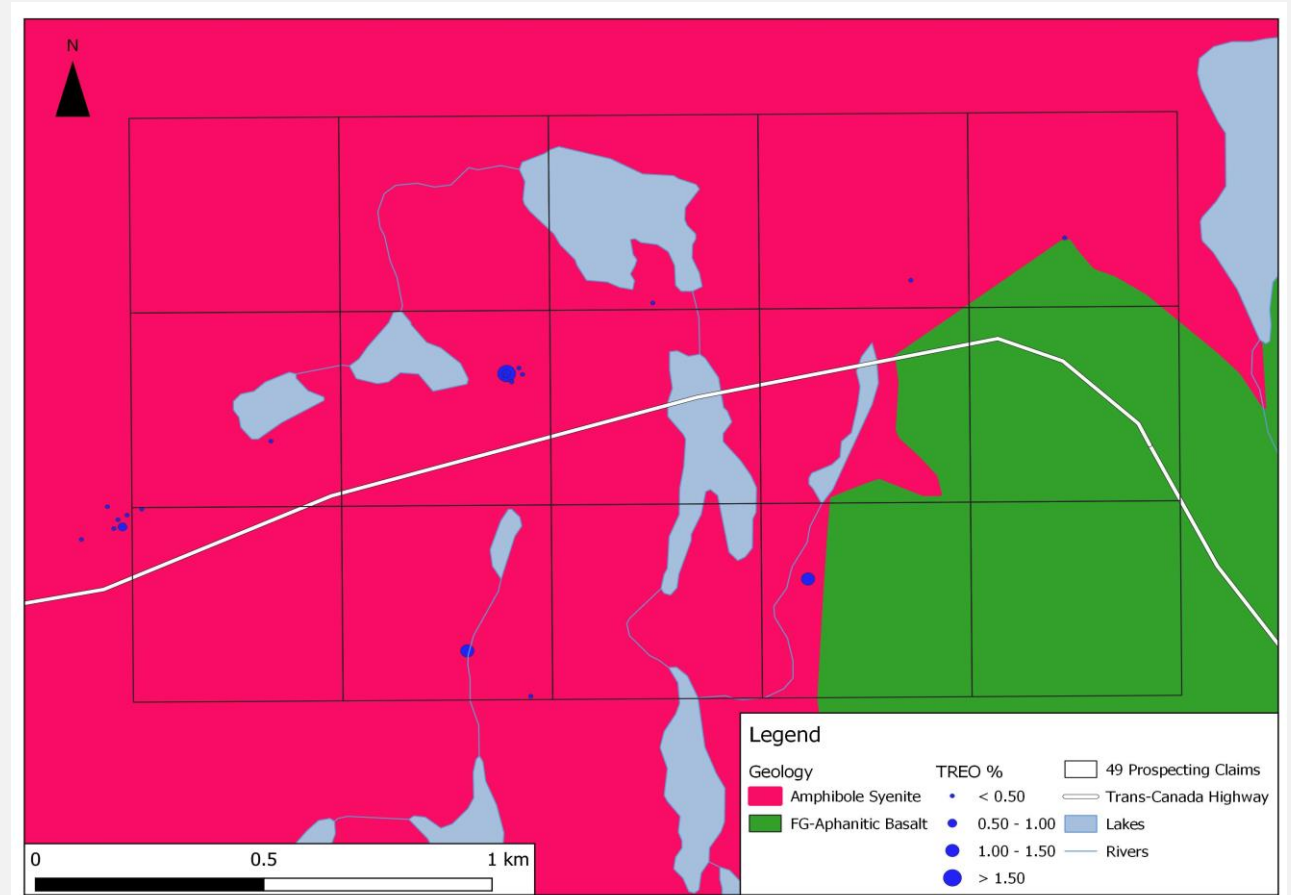 N
0 0.5 1 km
Legend
Geology
Amphibole Syenite
FG-Aphanitic Basalt
TREO %
< 0.50
0.50 - 1.00
1.00 - 1.50
> 1.50
49 Prospecting Claims
Trans-Canada Highway
Lakes
Rivers